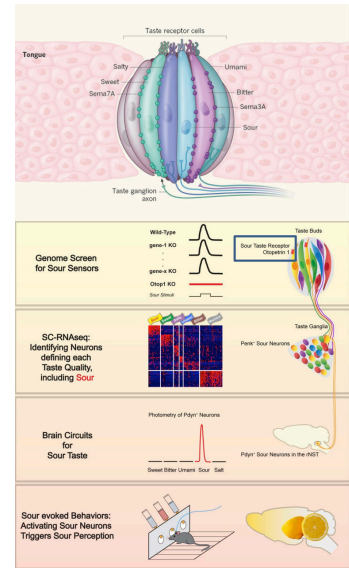 Taste receptor cells
Tongue
Salty
Umami
Sweet
Bitter
Sema7A
Sema3A
Sour
Taste ganglion
axon
Genome Screen
for Sour Sensors
Wild-Type
gene-1 KO
gene-x KO
Otop1 KO
Sour Stimuli
Taste Buds
Sour Taste Receptor
Otopetrin 1
SC-RNAseq:
Identifying Neurons
defining each
Taste Quality,
including Sour
Taste Ganglia
Penk⁺ Sour Neurons
Brain Circuits
for
Sour Taste
Photometry of Pdyn⁺ Neurons
Sweet Bitter Umami Sour Salt
Pdyn⁺ Sour Neurons in the rNST
Sour evoked Behaviors:
Activating Sour Neurons
Triggers Sour Perception